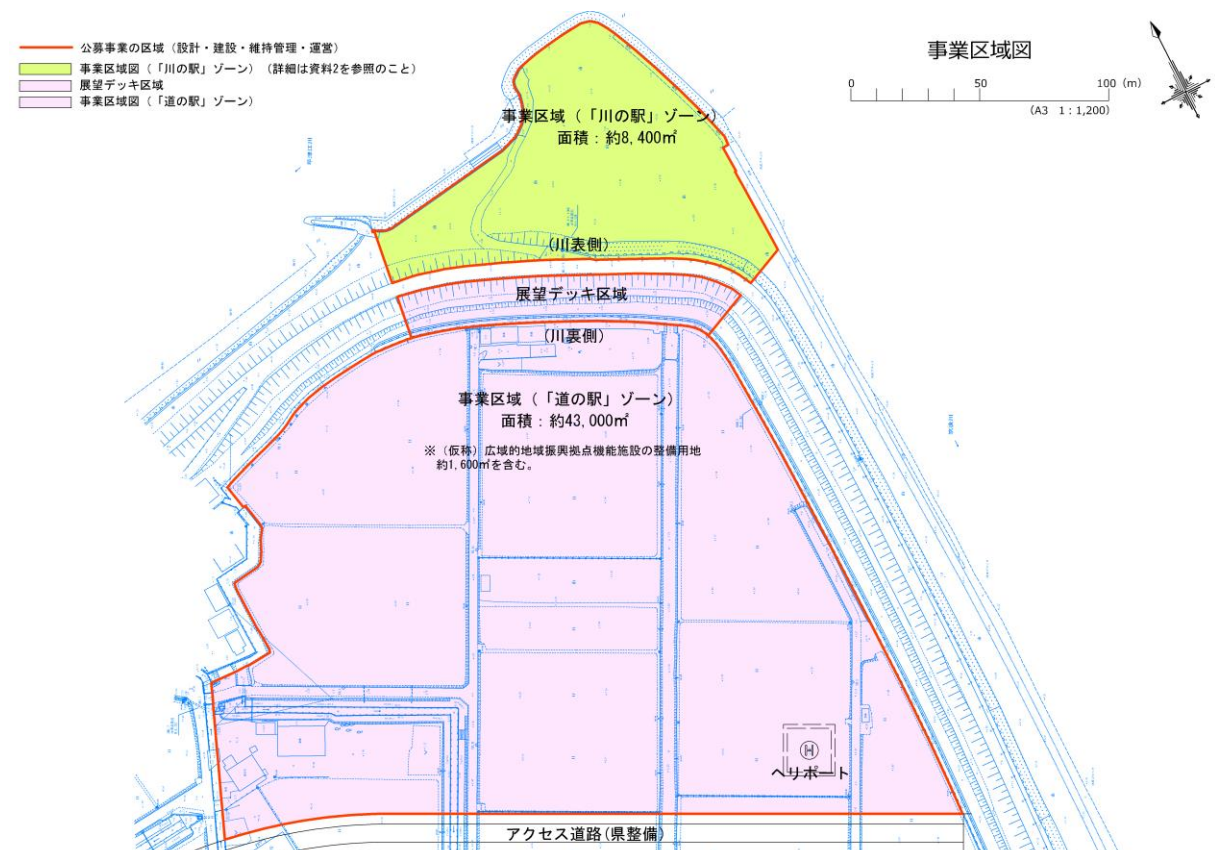 公募事業の区域（設計・建設・維持管理・運営）
事業区域図（「川の駅」ゾーン）（詳細は資料2を参照のこと）
展望デッキ区域
事業区域図（「道の駅」ゾーン）
事業区域図
0 50 100 (m)
(A3 1：1,200)
事業区域（「川の駅」ゾーン）
面積：約8,400㎡
（川表側）
展望デッキ区域
（川裏側）
事業区域（「道の駅」ゾーン）
面積：約43,000㎡
※（仮称）広域的地域振興拠点機能施設の整備用地
約1,600㎡を含む。
H
ヘリポート
アクセス道路(県整備)